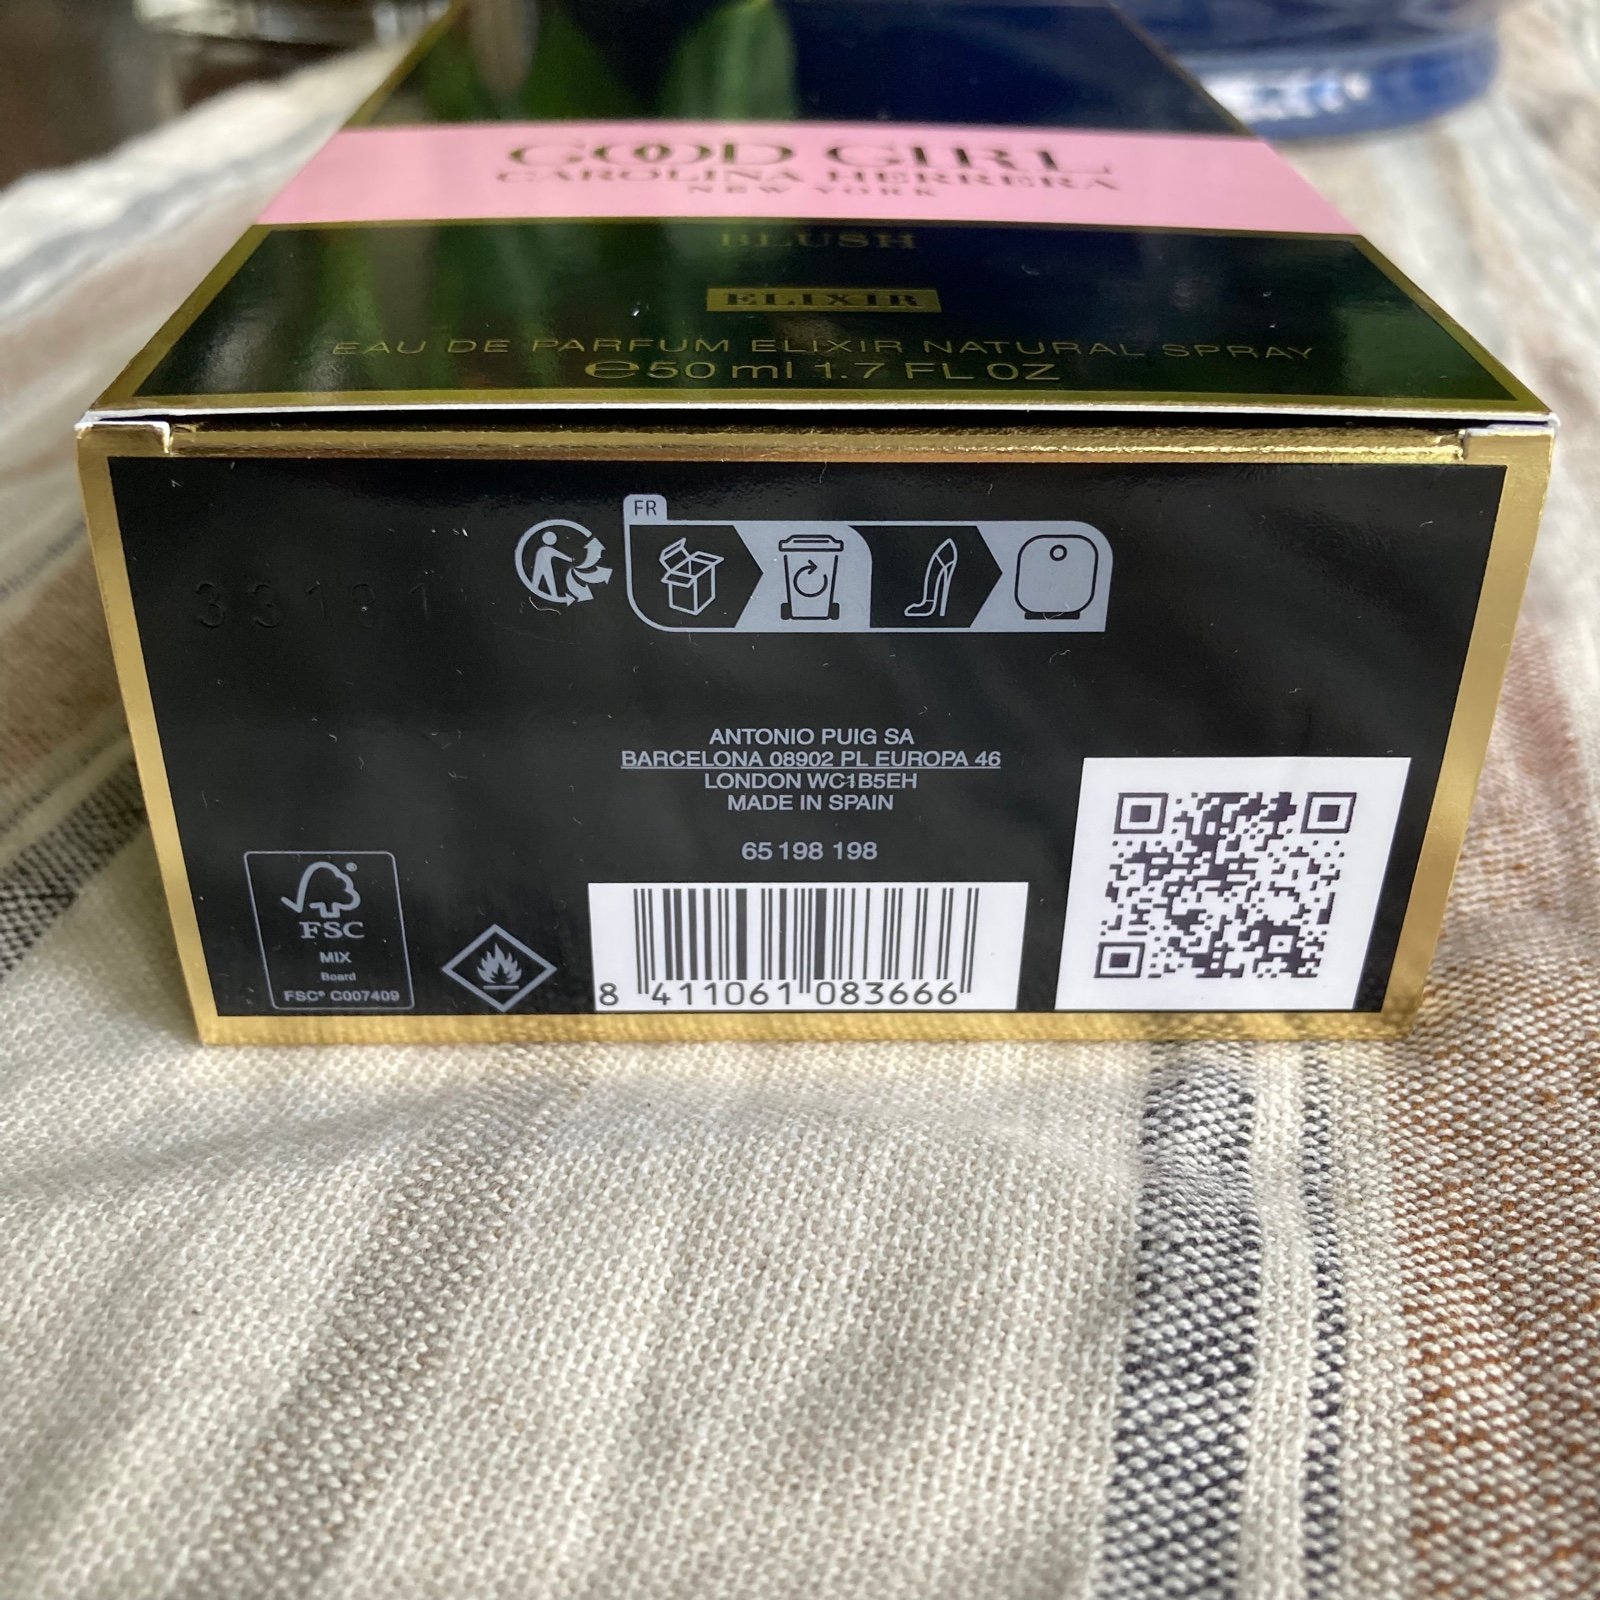 GOOD GIRL
CAROLINA HERRERA
NEW YORK
BLUSH
ELIXIR
EAU DE PARFUM ELIXIR NATURAL SPRAY
℮50 ml 1.7 FL OZ
FR
ANTONIO PUIG SA
BARCELONA 08902 PL EUROPA 46
LONDON WC1B5EH
MADE IN SPAIN
65 198 198
FSC®
MIX
Board
FSC® C007409
8 411061 083666